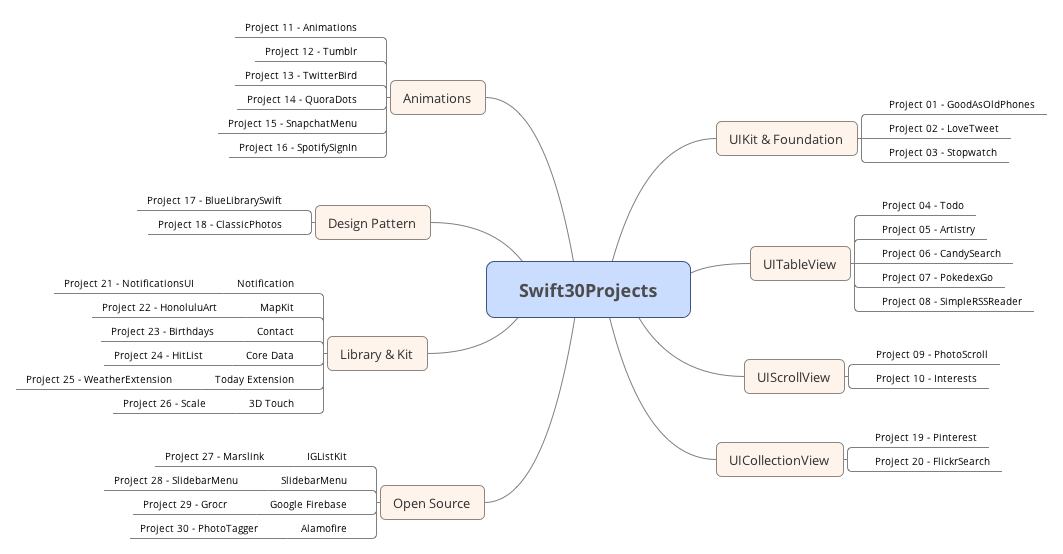 Swift30Projects
Animations
Project 11 - Animations
Project 12 - Tumblr
Project 13 - TwitterBird
Project 14 - QuoraDots
Project 15 - SnapchatMenu
Project 16 - SpotifySignIn
Design Pattern
Project 17 - BlueLibrarySwift
Project 18 - ClassicPhotos
Library & Kit
Project 21 - NotificationsUI Notification
Project 22 - HonoluluArt MapKit
Project 23 - Birthdays Contact
Project 24 - HitList Core Data
Project 25 - WeatherExtension Today Extension
Project 26 - Scale 3D Touch
Open Source
Project 27 - Marslink IGListKit
Project 28 - SlidebarMenu SlidebarMenu
Project 29 - Grocr Google Firebase
Project 30 - PhotoTagger Alamofire
UIKit & Foundation
Project 01 - GoodAsOldPhones
Project 02 - LoveTweet
Project 03 - Stopwatch
UITableView
Project 04 - Todo
Project 05 - Artistry
Project 06 - CandySearch
Project 07 - PokedexGo
Project 08 - SimpleRSSReader
UIScrollView
Project 09 - PhotoScroll
Project 10 - Interests
UICollectionView
Project 19 - Pinterest
Project 20 - FlickrSearch